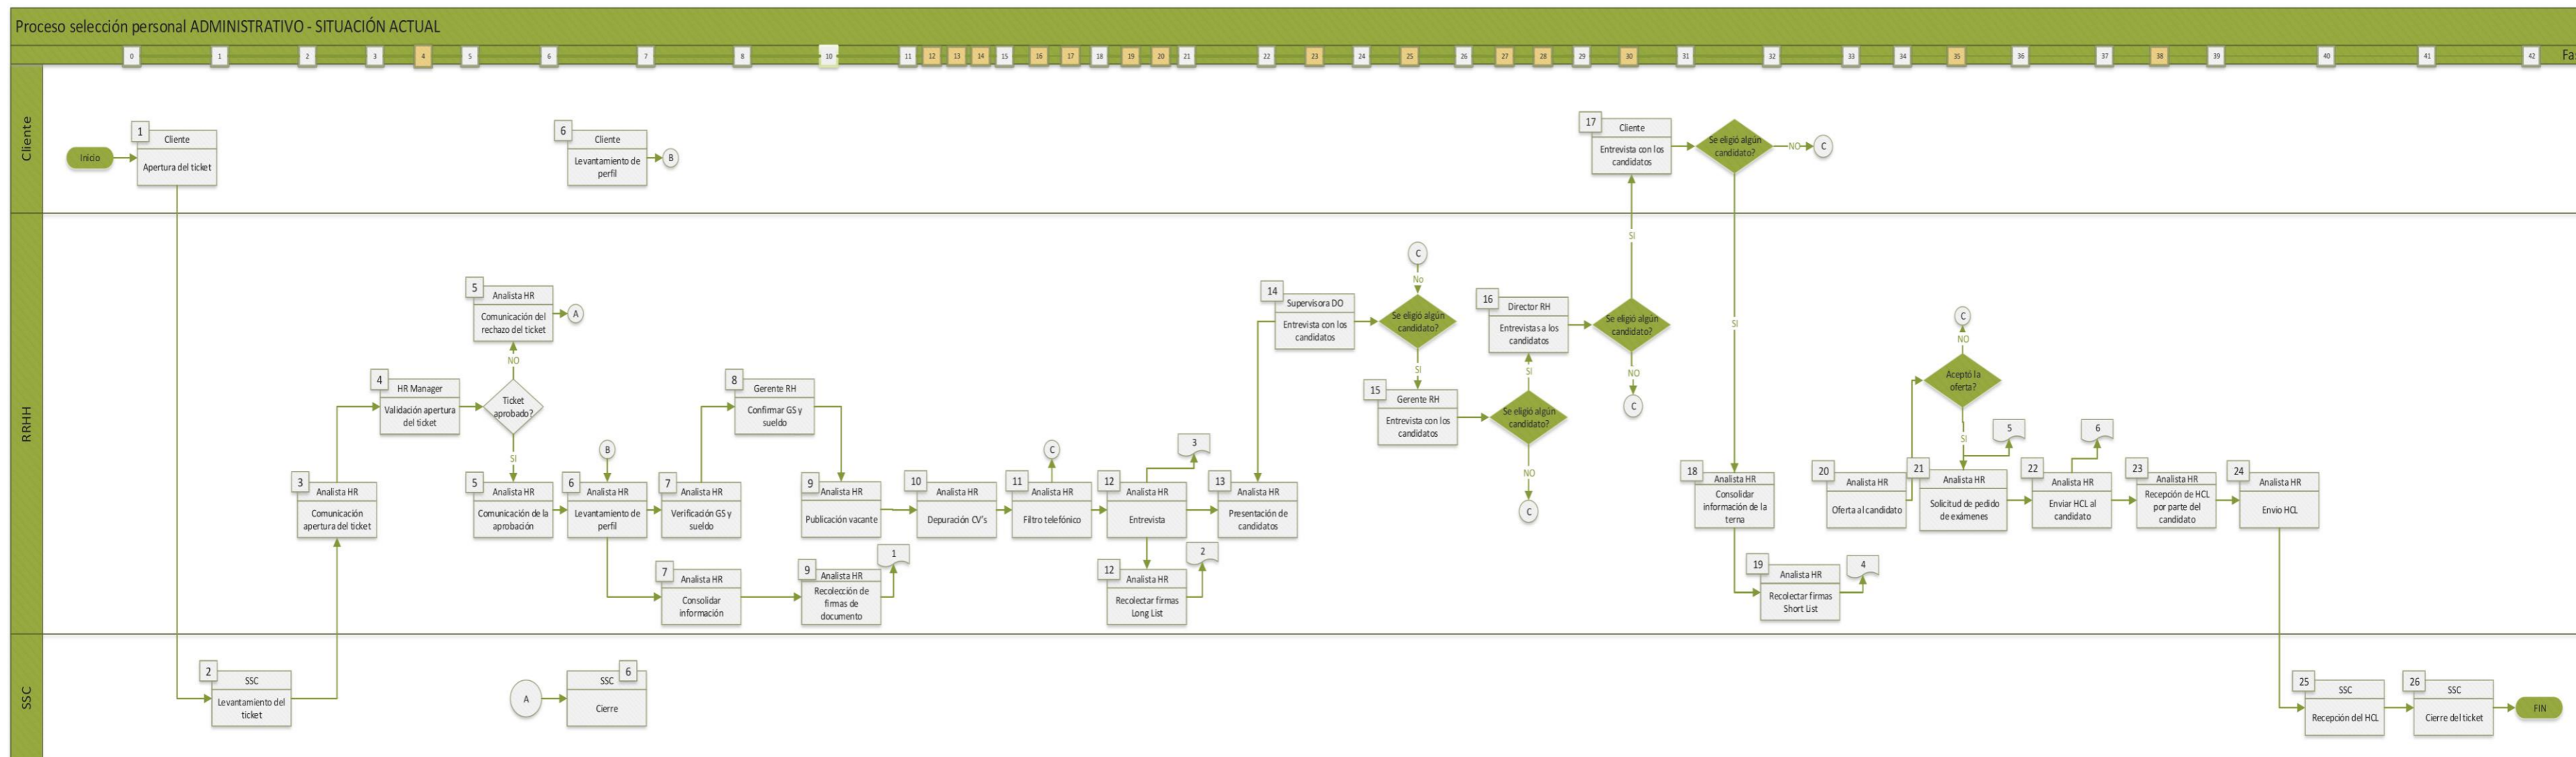 Proceso selección personal ADMINISTRATIVO - SITUACIÓN ACTUAL
0 1 2 3 4 5 6 7 8 10 11 12 13 14 15 16 17 18 19 20 21 22 23 24 25 26 27 28 29 30 31 32 33 34 35 36 37 38 39 40 41 42 Fa
Cliente
Inicio
1
Cliente
Apertura del ticket
6
Cliente
Levantamiento de
perfil
B
17
Cliente
Entrevista con los
candidatos
Se eligió algún
candidato?
NO
C
SI
SI
RRHH
3
Analista HR
Comunicación
apertura del ticket
4
HR Manager
Validación apertura
del ticket
Ticket
aprobado?
NO
5
Analista HR
Comunicación del
rechazo del ticket
A
SI
5
Analista HR
Comunicación de la
aprobación
B
6
Analista HR
Levantamiento de
perfil
7
Analista HR
Verificación GS y
sueldo
7
Analista HR
Consolidar
información
8
Gerente RH
Confirmar GS y
sueldo
9
Analista HR
Publicación vacante
9
Analista HR
Recolección de
firmas de
documento
1
10
Analista HR
Depuración CV's
C
11
Analista HR
Filtro telefónico
12
Analista HR
Entrevista
3
12
Analista HR
Recolectar firmas
Long List
2
13
Analista HR
Presentación de
candidatos
14
Supervisora DO
Entrevista con los
candidatos
C
No
Se eligió algún
candidato?
SI
15
Gerente RH
Entrevista con los
candidatos
Se eligió algún
candidato?
SI
NO
C
16
Director RH
Entrevistas a los
candidatos
Se eligió algún
candidato?
NO
C
18
Analista HR
Consolidar
información de la
terna
19
Analista HR
Recolectar firmas
Short List
4
20
Analista HR
Oferta al candidato
C
NO
Aceptó la
oferta?
SI
21
Analista HR
Solicitud de pedido
de exámenes
5
22
Analista HR
Enviar HCL al
candidato
6
23
Analista HR
Recepción de HCL
por parte del
candidato
24
Analista HR
Envio HCL
SSC
2
SSC
Levantamiento del
ticket
A
6
SSC
Cierre
25
SSC
Recepción del HCL
26
SSC
Cierre del ticket
FIN